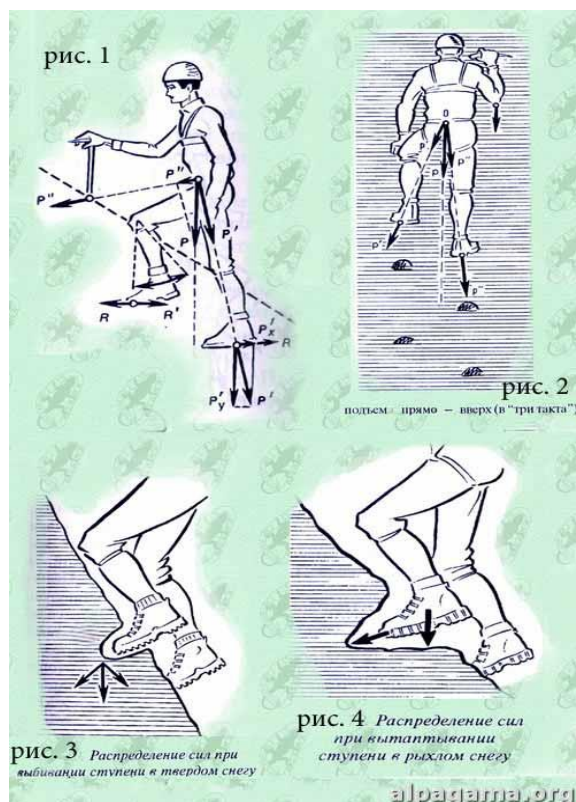 рис. 1
P"
P"
P
P'
R
R'
P'x
R
P'y
P'
0
P'
P
P"
P'
P"
рис. 2
подъем прямо - вверх (в "три такта")
рис. 3 Распределение сил при
выбивании ступени в твердом снегу
рис. 4 Распределение сил
при вытаптывании
ступени в рыхлом снегу
alpagama.org